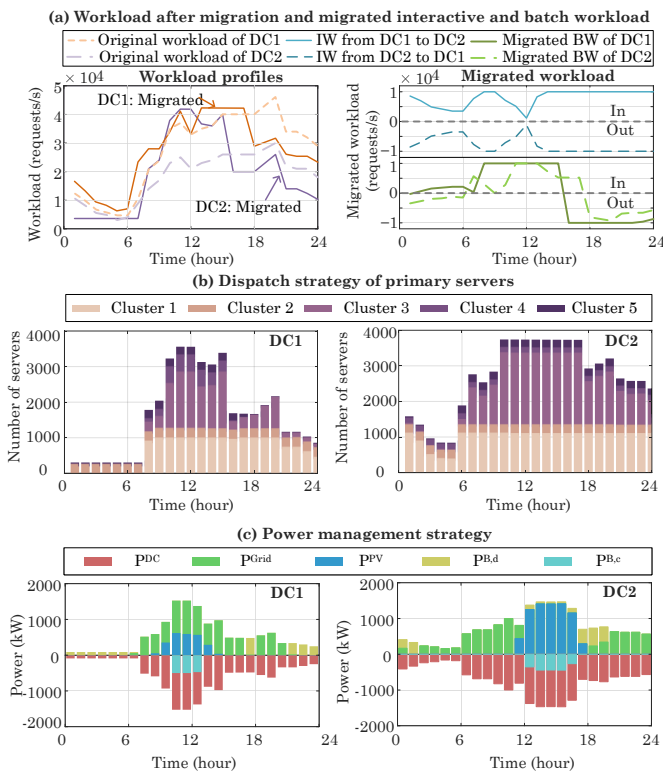 (a) Workload after migration and migrated interactive and batch workload
Original workload of DC1 IW from DC1 to DC2 Migrated BW of DC1
Original workload of DC2 IW from DC2 to DC1 Migrated BW of DC2
× 10⁴ Workload profiles
Migrated workload
× 10⁴
DC1: Migrated
DC2: Migrated
Workload (requests/s)
5
4
3
2
1
0
0 6 12 18 24
Time (hour)
Migrated workload
(requests/s)
1
0
−1
In
Out
1
0
−1
In
Out
0 6 12 18 24
Time (hour)
(b) Dispatch strategy of primary servers
Cluster 1 Cluster 2 Cluster 3 Cluster 4 Cluster 5
DC1
Number of servers
4000
3000
2000
1000
0
0 6 12 18 24
Time (hour)
DC2
Number of servers
4000
3000
2000
1000
0
0 6 12 18 24
Time (hour)
(c) Power management strategy
P^DC P^Grid P^PV P^B,d P^B,c
DC1
Power (kW)
2000
1000
0
-1000
-2000
0 6 12 18 24
Time (hour)
DC2
Power (kW)
2000
1000
0
-1000
-2000
0 6 12 18 24
Time (hour)